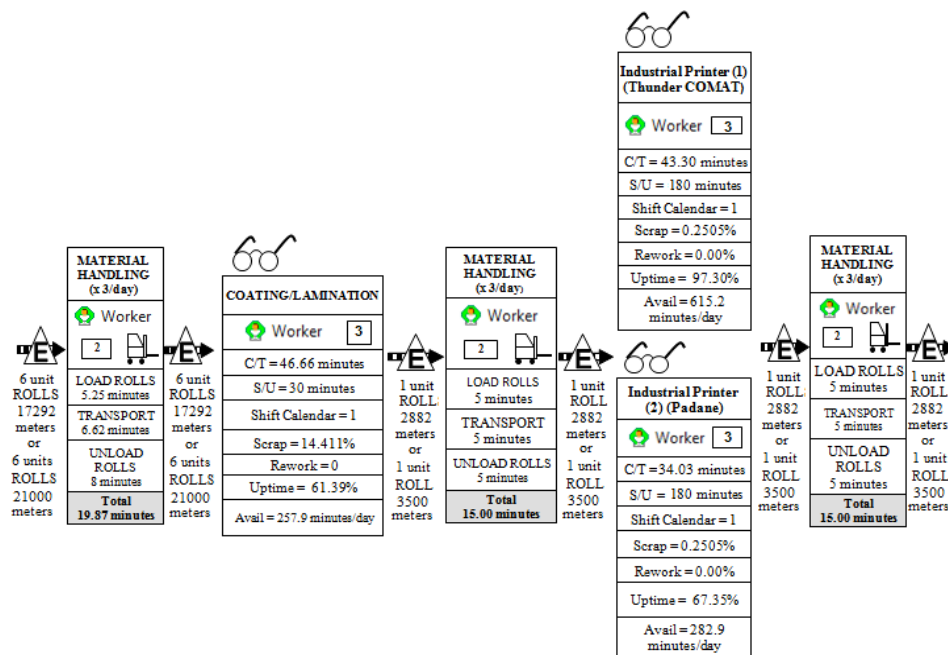 E
6 unit
ROLLS
17292
meters
or
6 units
ROLLS
21000
meters
MATERIAL
HANDLING
(x 3/day)
Worker
2
LOAD ROLLS
5.25 minutes
TRANSPORT
6.62 minutes
UNLOAD
ROLLS
8 minutes
Total
19.87 minutes
E
6 unit
ROLLS
17292
meters
or
6 units
ROLLS
21000
meters
COATING/LAMINATION
Worker 3
C/T = 46.66 minutes
S/U = 30 minutes
Shift Calendar = 1
Scrap = 14.411%
Rework = 0
Uptime = 61.39%
Avail = 257.9 minutes/day
E
1 unit
ROLL
2882
meters
or
1 unit
ROLL
3500
meters
MATERIAL
HANDLING
(x 3/day)
Worker
2
LOAD ROLLS
5 minutes
TRANSPORT
5 minutes
UNLOAD ROLLS
5 minutes
Total
15.00 minutes
E
1 unit
ROLL
2882
meters
or
1 unit
ROLL
3500
meters
Industrial Printer (1)
(Thunder COMAT)
Worker 3
C/T = 43.30 minutes
S/U = 180 minutes
Shift Calendar = 1
Scrap = 0.2505%
Rework = 0.00%
Uptime = 97.30%
Avail = 615.2
minutes/day
Industrial Printer
(2) (Padane)
Worker 3
C/T = 34.03 minutes
S/U = 180 minutes
Shift Calendar = 1
Scrap = 0.2505%
Rework = 0.00%
Uptime = 67.35%
Avail = 282.9
minutes/day
E
1 unit
ROLL
2882
meters
or
1 unit
ROLL
3500
meters
MATERIAL
HANDLING
(x 3/day)
Worker
2
LOAD ROLLS
5 minutes
TRANSPORT
5 minutes
UNLOAD
ROLLS
5 minutes
Total
15.00 minutes
E
1 unit
ROLL
2882
meters
or
1 unit
ROLL
3500
meters